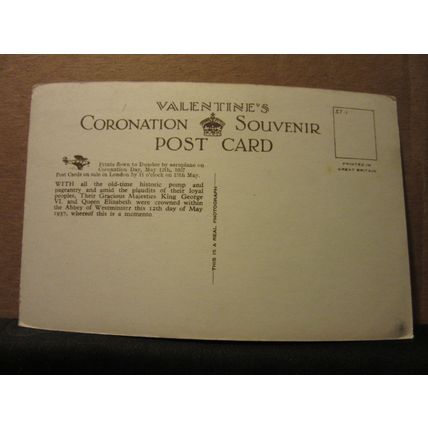 VALENTINE'S
CORONATION SOUVENIR
POST CARD
Prints flown to Dundee by aeroplane on
Coronation Day, May 12th, 1937
Post Cards on sale in London by 11 o'clock on 13th May.
WITH all the old-time historic pomp and
pageantry and amid the plaudits of their loyal
peoples, Their Gracious Majesties King George
VI. and Queen Elizabeth were crowned within
the Abbey of Westminster this 12th day of May
1937, whereof this is a momento.
THIS IS A REAL PHOTOGRAPH
PRINTED IN
GREAT BRITAIN